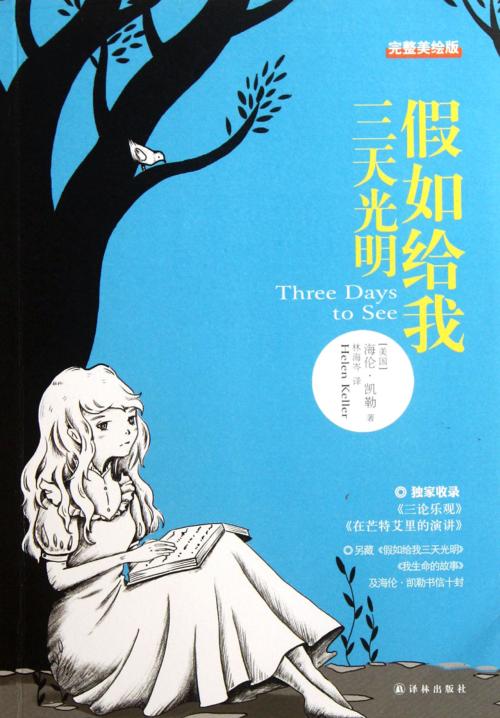 完整美绘版
假如给我
三天光明
Three Days
to See
[美国]
海伦·凯勒 著
林海岑 译
Helen Keller
◎ 独家收录
《三论乐观》
《在芒特艾里的演讲》
◎ 另藏《假如给我三天光明》
《我生命的故事》
及海伦·凯勒书信十封
译林出版社